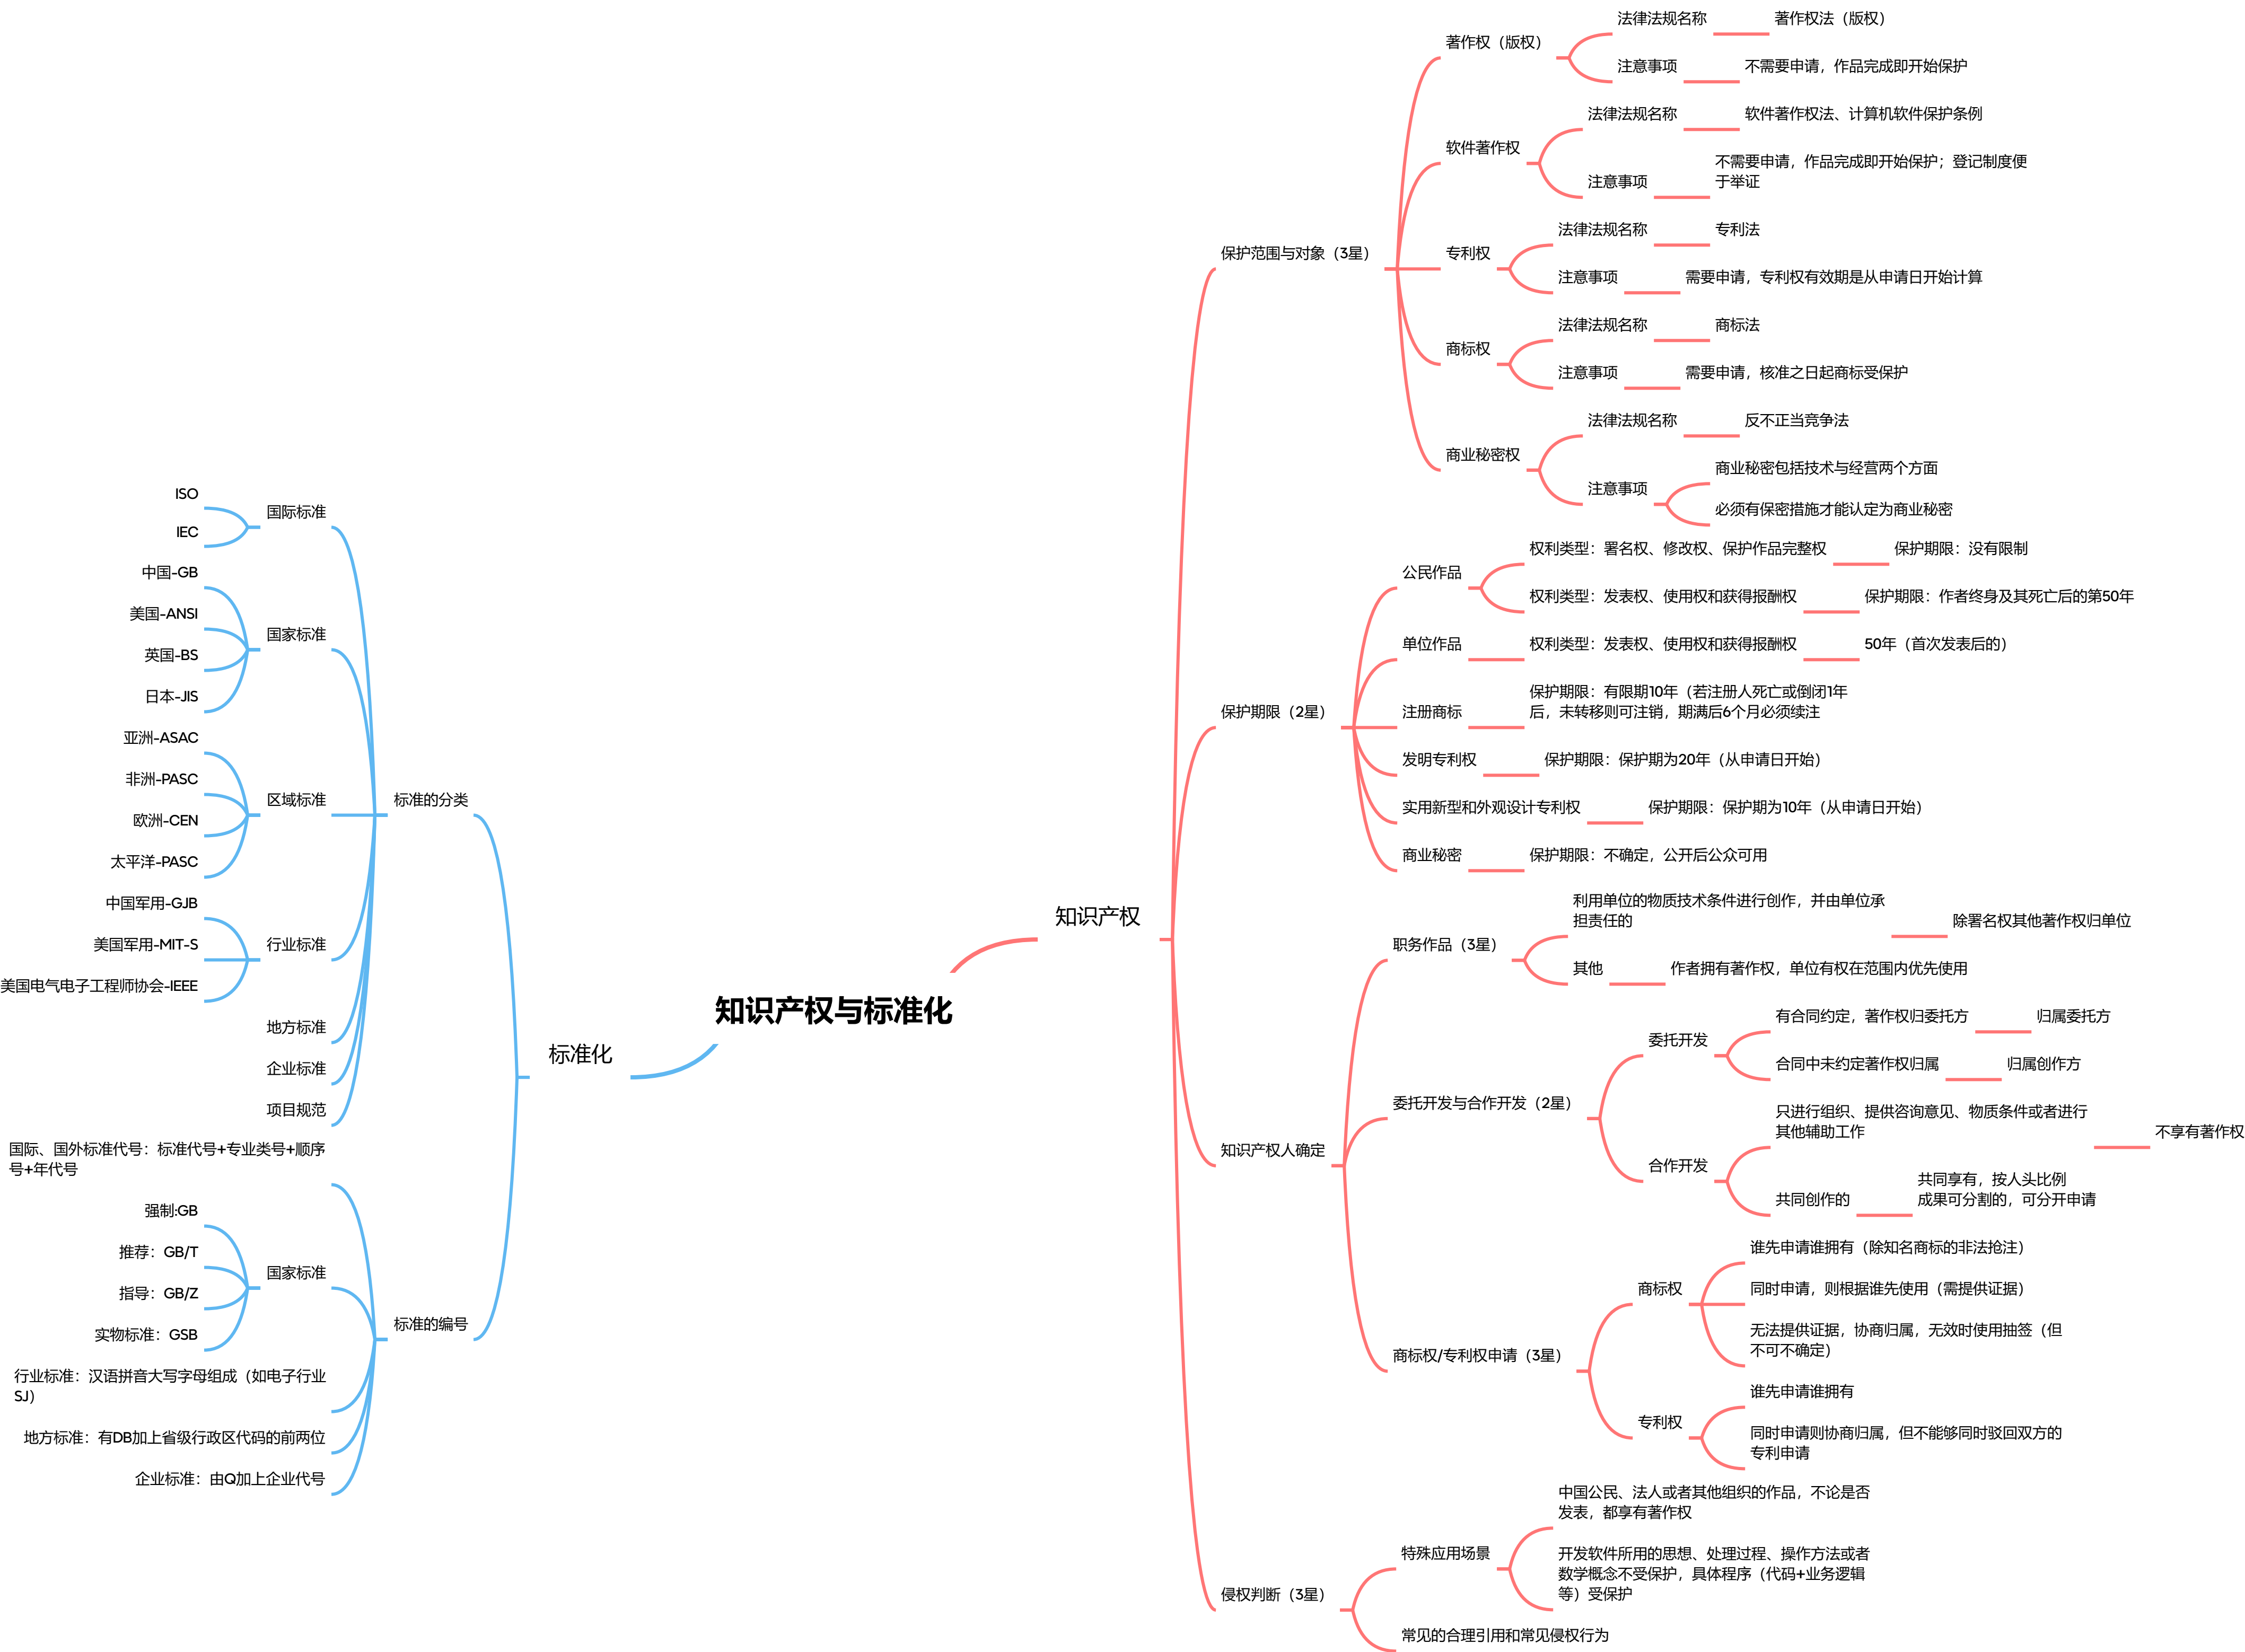 知识产权与标准化
知识产权
保护范围与对象（3星）
著作权（版权）
法律法规名称
著作权法（版权）
注意事项
不需要申请，作品完成即开始保护
软件著作权
法律法规名称
软件著作权法、计算机软件保护条例
注意事项
不需要申请，作品完成即开始保护；登记制度便
于举证
专利权
法律法规名称
专利法
注意事项
需要申请，专利权有效期是从申请日开始计算
商标权
法律法规名称
商标法
注意事项
需要申请，核准之日起商标受保护
商业秘密权
法律法规名称
反不正当竞争法
注意事项
商业秘密包括技术与经营两个方面
必须有保密措施才能认定为商业秘密
保护期限（2星）
公民作品
权利类型：署名权、修改权、保护作品完整权
保护期限：没有限制
权利类型：发表权、使用权和获得报酬权
保护期限：作者终身及其死亡后的第50年
单位作品
权利类型：发表权、使用权和获得报酬权
50年（首次发表后的）
注册商标
保护期限：有限期10年（若注册人死亡或倒闭1年
后，未转移则可注销，期满后6个月必须续注
发明专利权
保护期限：保护期为20年（从申请日开始）
实用新型和外观设计专利权
保护期限：保护期为10年（从申请日开始）
商业秘密
保护期限：不确定，公开后公众可用
知识产权人确定
职务作品（3星）
利用单位的物质技术条件进行创作，并由单位承
担责任的
除署名权其他著作权归单位
其他
作者拥有著作权，单位有权在范围内优先使用
委托开发与合作开发（2星）
委托开发
有合同约定，著作权归委托方
归属委托方
合同中未约定著作权归属
归属创作方
合作开发
只进行组织、提供咨询意见、物质条件或者进行
其他辅助工作
不享有著作权
共同创作的
共同享有，按人头比例
成果可分割的，可分开申请
商标权/专利权申请（3星）
商标权
谁先申请谁拥有（除知名商标的非法抢注）
同时申请，则根据谁先使用（需提供证据）
无法提供证据，协商归属，无效时使用抽签（但
不可不确定）
专利权
谁先申请谁拥有
同时申请则协商归属，但不能够同时驳回双方的
专利申请
侵权判断（3星）
特殊应用场景
中国公民、法人或者其他组织的作品，不论是否
发表，都享有著作权
开发软件所用的思想、处理过程、操作方法或者
数学概念不受保护，具体程序（代码+业务逻辑
等）受保护
常见的合理引用和常见侵权行为
标准化
标准的分类
国际标准
ISO
IEC
国家标准
中国-GB
美国-ANSI
英国-BS
日本-JIS
区域标准
亚洲-ASAC
非洲-PASC
欧洲-CEN
太平洋-PASC
行业标准
中国军用-GJB
美国军用-MIT-S
美国电气电子工程师协会-IEEE
地方标准
企业标准
项目规范
标准的编号
国际、国外标准代号：标准代号+专业类号+顺序
号+年代号
国家标准
强制:GB
推荐：GB/T
指导：GB/Z
实物标准：GSB
行业标准：汉语拼音大写字母组成（如电子行业
SJ）
地方标准：有DB加上省级行政区代码的前两位
企业标准：由Q加上企业代号